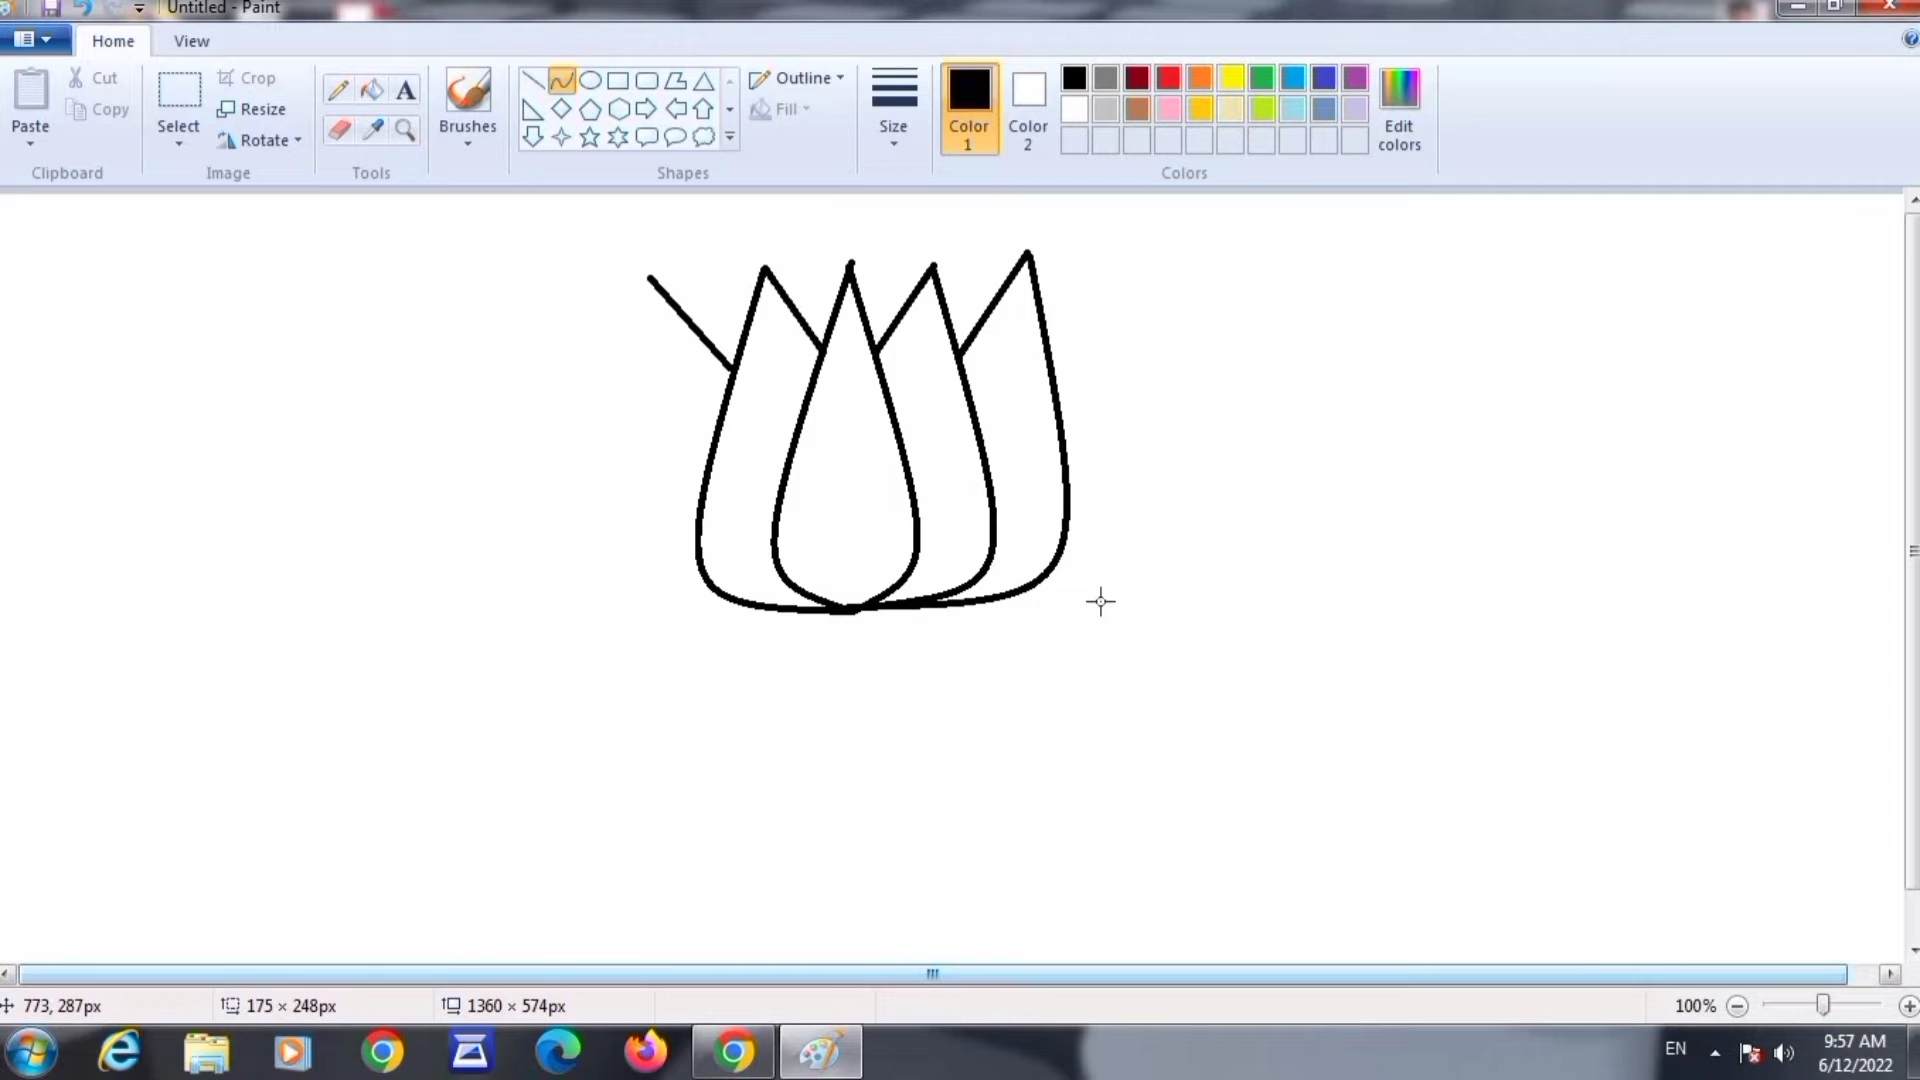 Untitled - Paint
Home View
Cut
Copy
Paste
Clipboard
Crop
Resize
Rotate
Select
Image
A
Tools
Brushes
Outline
Fill
Shapes
Size
Color 1
Color 2
Edit colors
Colors
773, 287px
175 × 248px
1360 × 574px
100%
EN
9:57 AM
6/12/2022